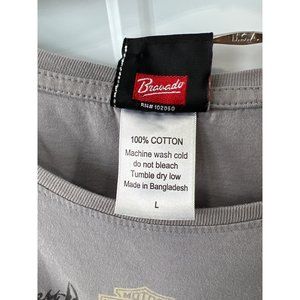 U.S.A.
Bravado
RN# 102060
100% COTTON
Machine wash cold
do not bleach
Tumble dry low
Made in Bangladesh
L